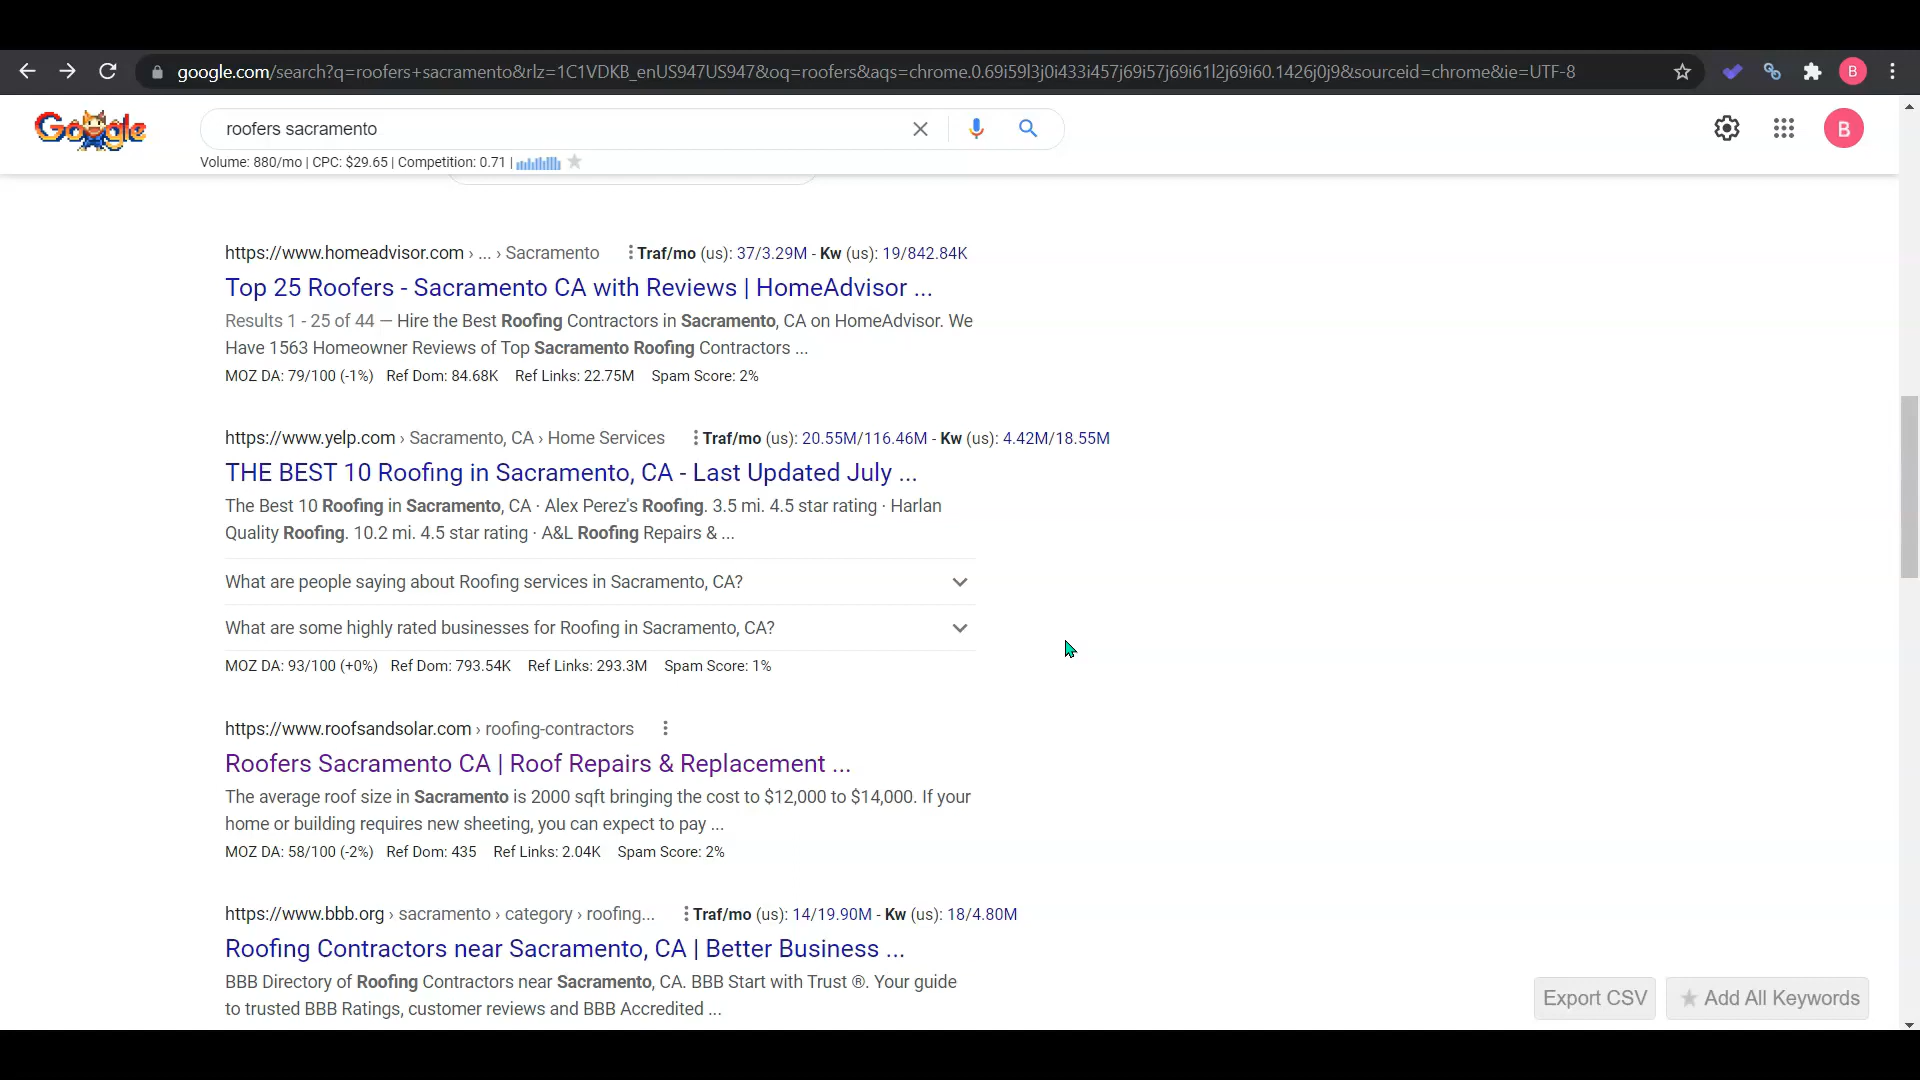 google.com/search?q=roofers+sacramento&rlz=1C1VDKB_enUS947US947&oq=roofers&aqs=chrome.0.69i59l3j0i433i457j69i57j69i61l2j69i60.1426j0j9&sourceid=chrome&ie=UTF-8
B
Google
roofers sacramento
B
Volume: 880/mo | CPC: $29.65 | Competition: 0.71 |
https://www.homeadvisor.com › ... › Sacramento Traf/mo (us): 37/3.29M - Kw (us): 19/842.84K
Top 25 Roofers - Sacramento CA with Reviews | HomeAdvisor ...
Results 1 - 25 of 44 — Hire the Best Roofing Contractors in Sacramento, CA on HomeAdvisor. We
Have 1563 Homeowner Reviews of Top Sacramento Roofing Contractors ...
MOZ DA: 79/100 (-1%) Ref Dom: 84.68K Ref Links: 22.75M Spam Score: 2%
https://www.yelp.com › Sacramento, CA › Home Services Traf/mo (us): 20.55M/116.46M - Kw (us): 4.42M/18.55M
THE BEST 10 Roofing in Sacramento, CA - Last Updated July ...
The Best 10 Roofing in Sacramento, CA · Alex Perez's Roofing. 3.5 mi. 4.5 star rating · Harlan
Quality Roofing. 10.2 mi. 4.5 star rating · A&L Roofing Repairs & ...
What are people saying about Roofing services in Sacramento, CA?
What are some highly rated businesses for Roofing in Sacramento, CA?
MOZ DA: 93/100 (+0%) Ref Dom: 793.54K Ref Links: 293.3M Spam Score: 1%
https://www.roofsandsolar.com › roofing-contractors
Roofers Sacramento CA | Roof Repairs & Replacement ...
The average roof size in Sacramento is 2000 sqft bringing the cost to $12,000 to $14,000. If your
home or building requires new sheeting, you can expect to pay ...
MOZ DA: 58/100 (-2%) Ref Dom: 435 Ref Links: 2.04K Spam Score: 2%
https://www.bbb.org › sacramento › category › roofing... Traf/mo (us): 14/19.90M - Kw (us): 18/4.80M
Roofing Contractors near Sacramento, CA | Better Business ...
BBB Directory of Roofing Contractors near Sacramento, CA. BBB Start with Trust ®. Your guide
to trusted BBB Ratings, customer reviews and BBB Accredited ...
Export CSV
Add All Keywords